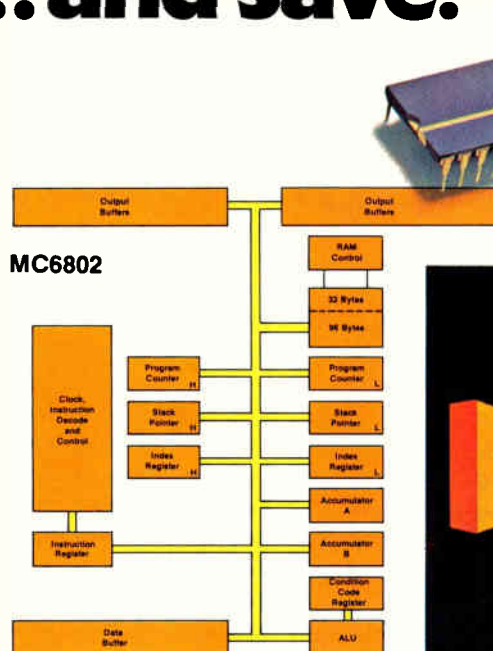 ... and save.
Output
Buffers
Output
Buffers
MC6802
RAM
Control
32 Bytes
96 Bytes
Program
Counter H
Program
Counter L
Stack
Pointer H
Stack
Pointer L
Index
Register H
Index
Register L
Clock,
Instruction
Decode
and
Control
Accumulator
A
Instruction
Register
Accumulator
B
Condition
Code
Register
Data
Buffer
ALU